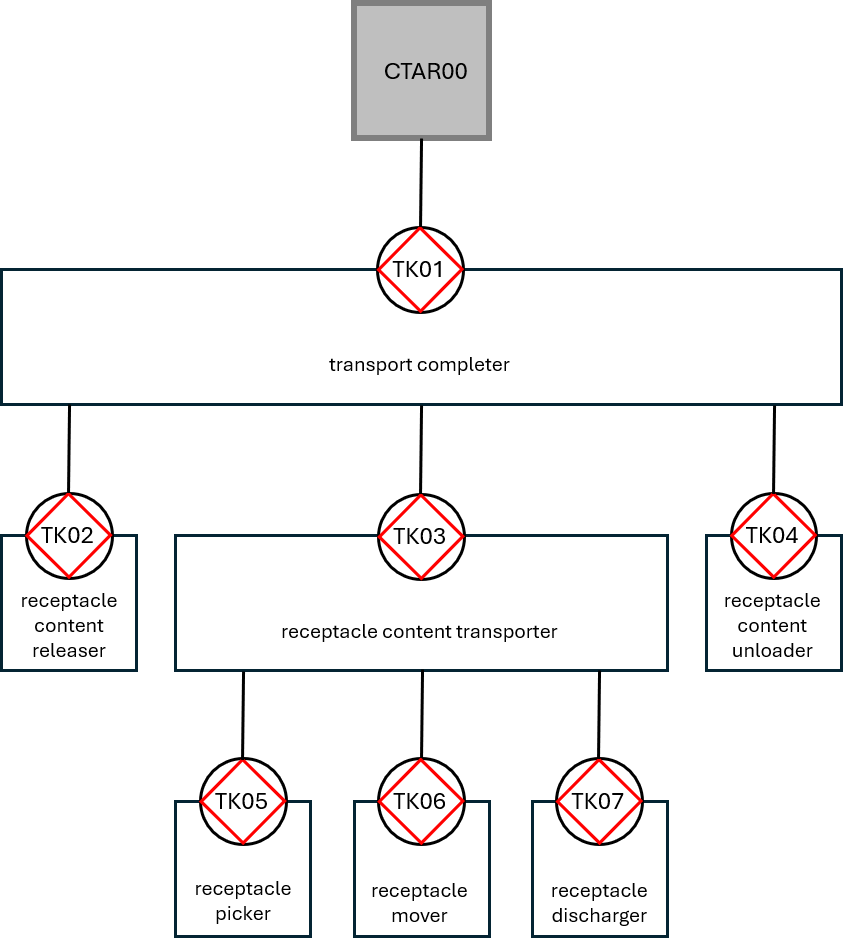 CTAR00
TK01
transport completer
TK02
TK03
TK04
receptacle
content
releaser
receptacle content transporter
receptacle
content
unloader
TK05
TK06
TK07
receptacle
picker
receptacle
mover
receptacle
discharger